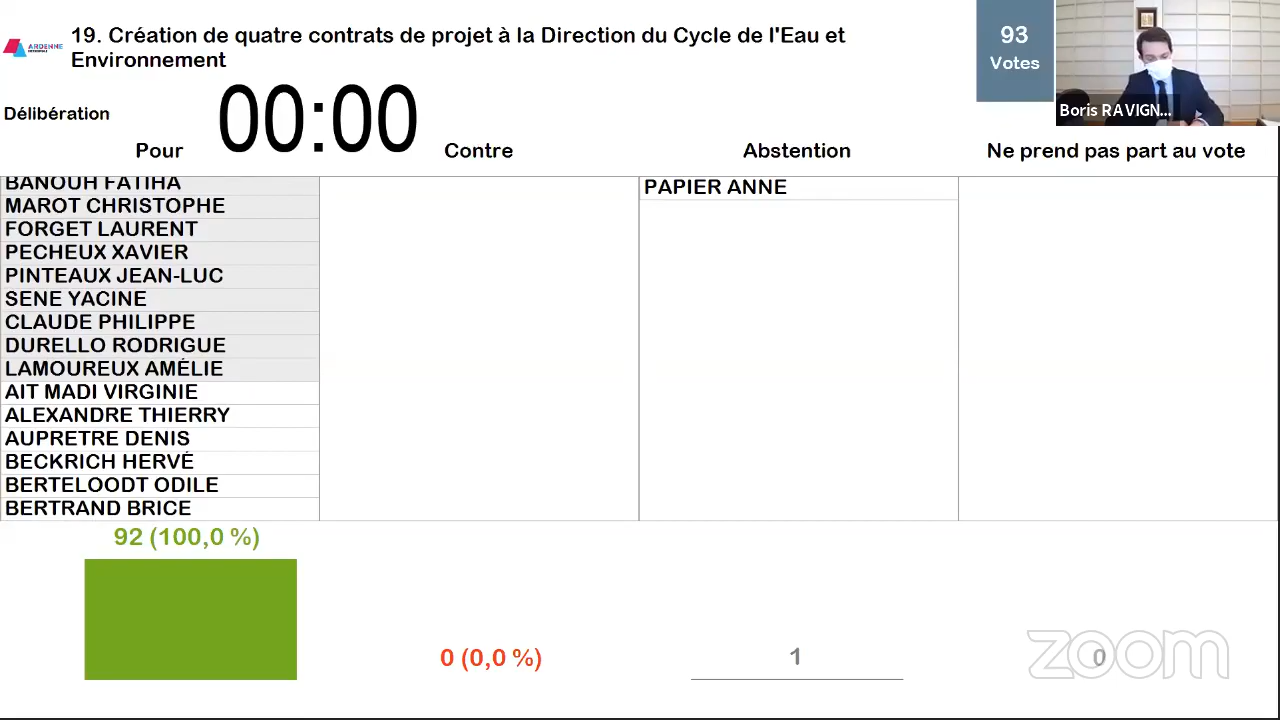 19. Création de quatre contrats de projet à la Direction du Cycle de l'Eau et
Environnement
ARDENNE
93
Votes
Boris RAVIGN...
Délibération
00:00
Pour
Contre
Abstention
Ne prend pas part au vote
BANOUH FATIHA
MAROT CHRISTOPHE
FORGET LAURENT
PECHEUX XAVIER
PINTEAUX JEAN-LUC
SENE YACINE
CLAUDE PHILIPPE
DURELLO RODRIGUE
LAMOUREUX AMÉLIE
AIT MADI VIRGINIE
ALEXANDRE THIERRY
AUPRETRE DENIS
BECKRICH HERVÉ
BERTELOODT ODILE
BERTRAND BRICE
PAPIER ANNE
92 (100,0 %)
0 (0,0 %)
1
0
zoom